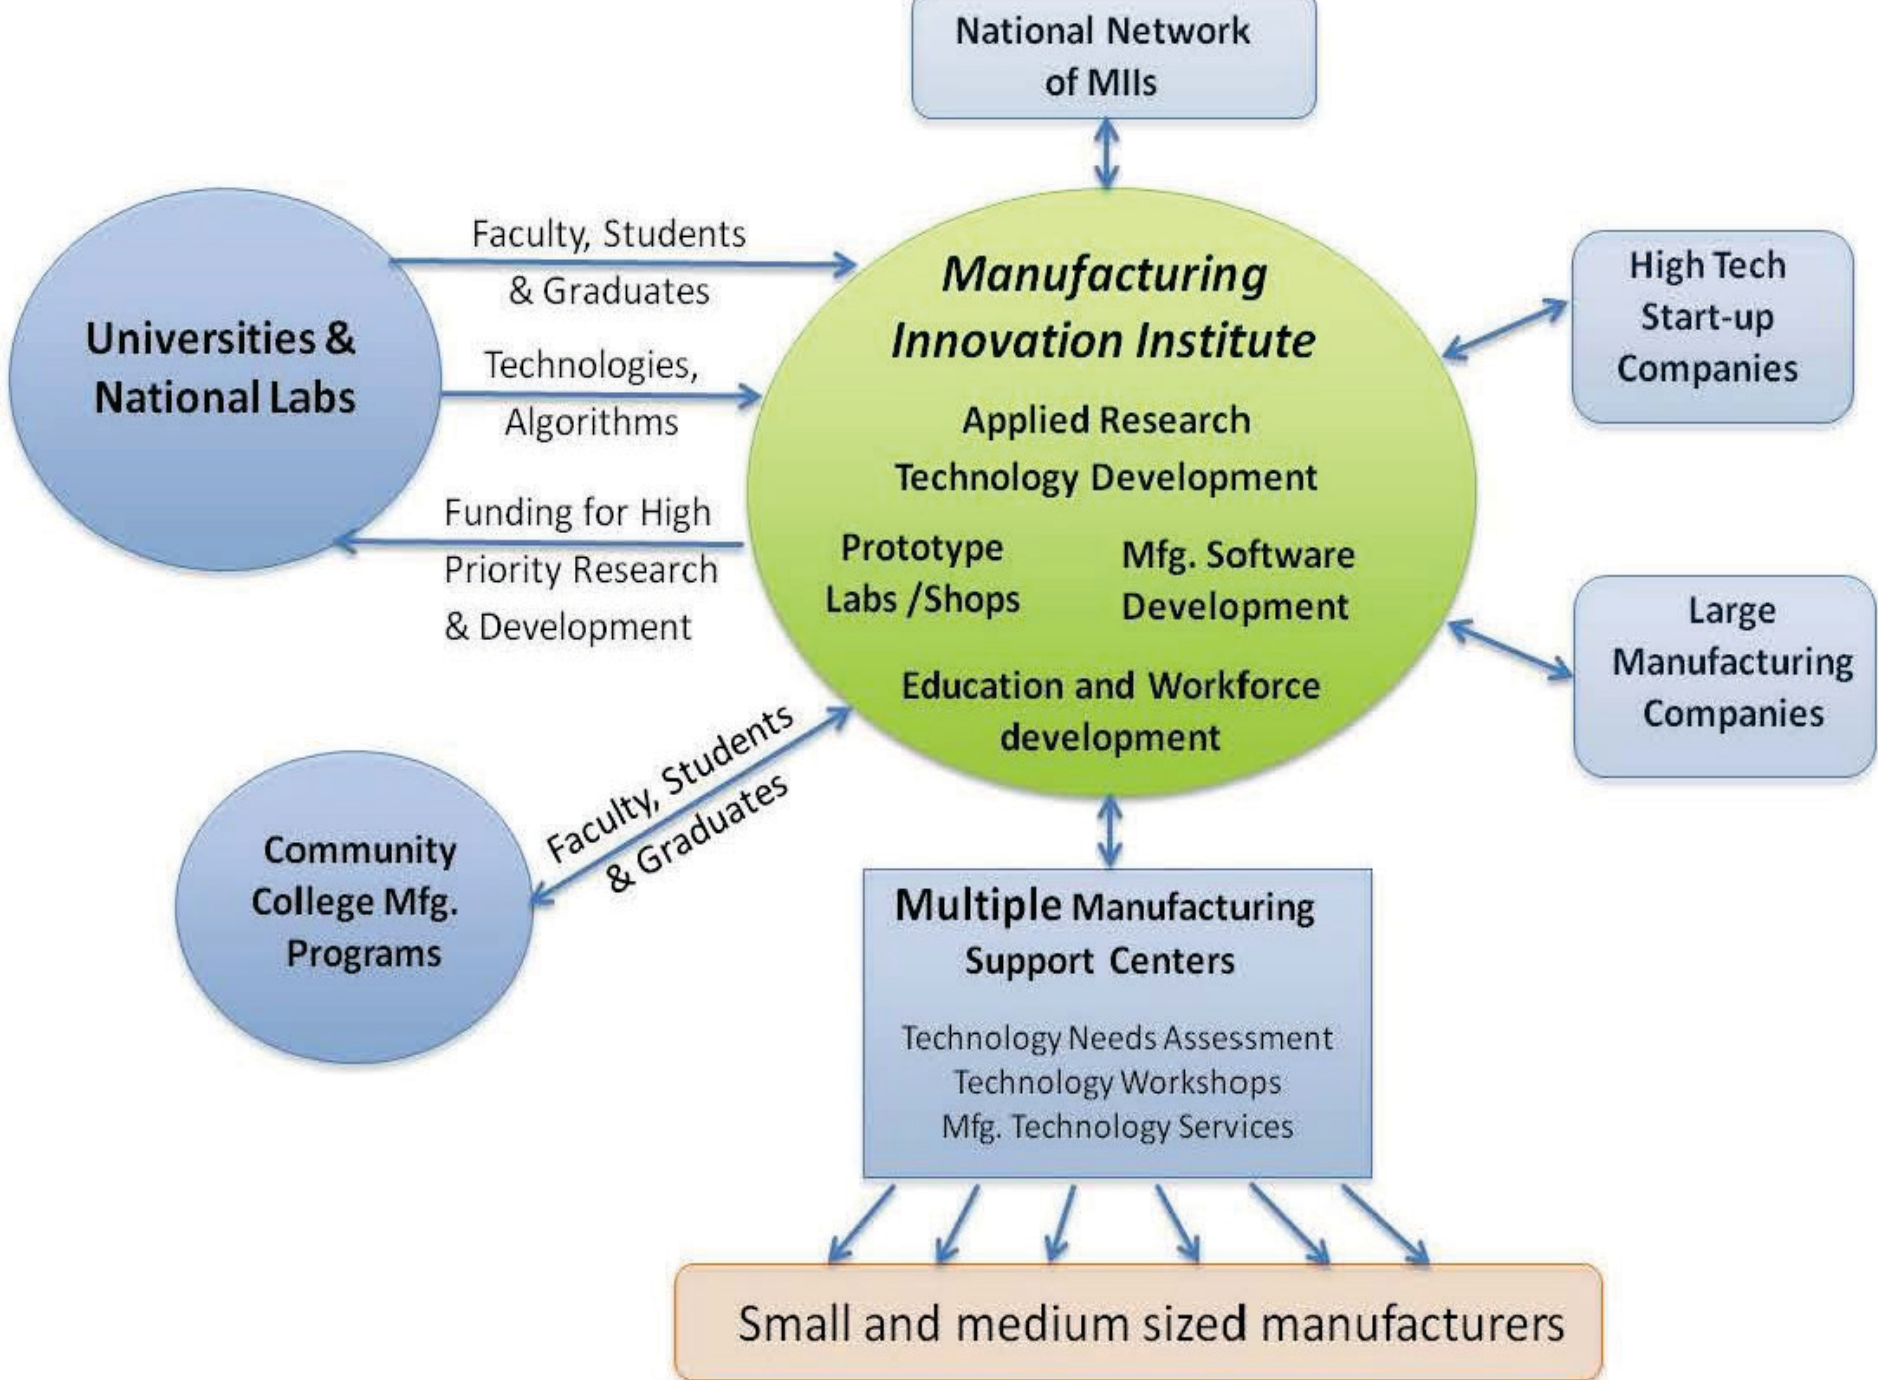 National Network
of MIIs
Faculty, Students
& Graduates
Technologies,
Algorithms
Funding for High
Priority Research
& Development
Universities &
National Labs
Manufacturing
Innovation Institute
Applied Research
Technology Development
Prototype
Labs /Shops
Mfg. Software
Development
Education and Workforce
development
High Tech
Start-up
Companies
Large
Manufacturing
Companies
Faculty, Students
& Graduates
Community
College Mfg.
Programs
Multiple Manufacturing
Support Centers
Technology Needs Assessment
Technology Workshops
Mfg. Technology Services
Small and medium sized manufacturers